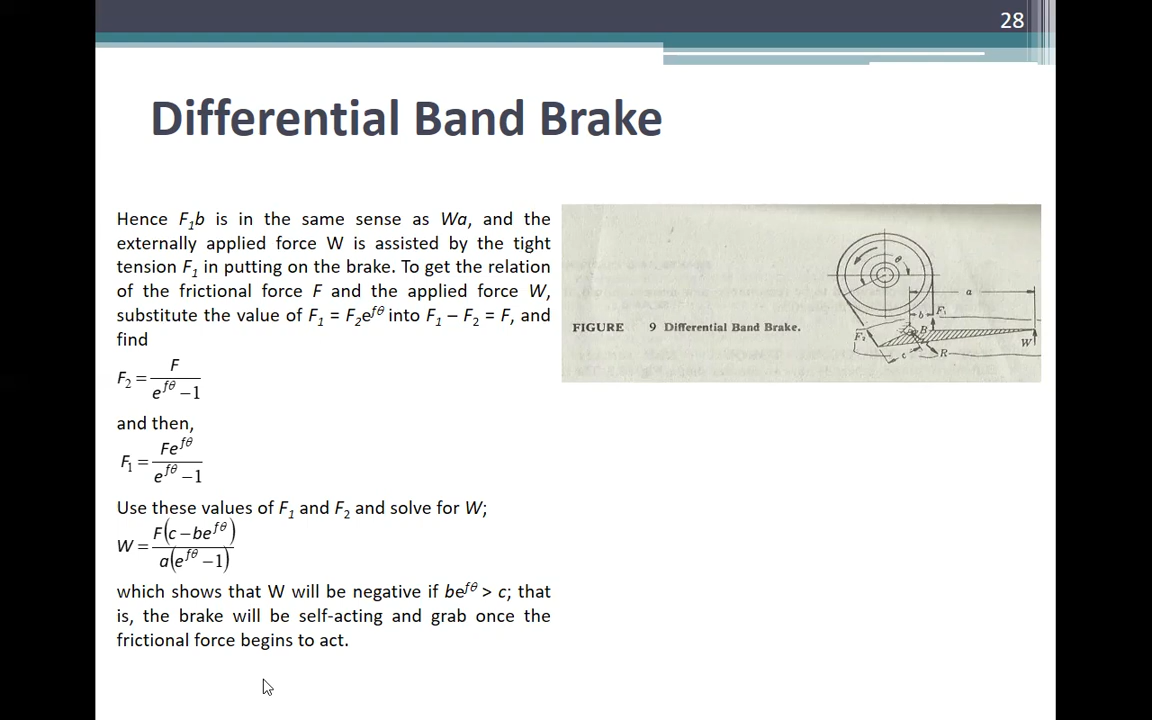 28
Differential Band Brake
Hence F₁b is in the same sense as Wa, and the
externally applied force W is assisted by the tight
tension F₁ in putting on the brake. To get the relation
of the frictional force F and the applied force W,
substitute the value of F₁ = F₂e^fθ into F₁ – F₂ = F, and
find
F₂ = F / (e^fθ – 1)
and then,
F₁ = Fe^fθ / (e^fθ – 1)
Use these values of F₁ and F₂ and solve for W;
W = F(c – be^fθ) / a(e^fθ – 1)
which shows that W will be negative if be^fθ > c; that
is, the brake will be self-acting and grab once the
frictional force begins to act.
θ
a
b
F₁
F₂
B
W
c
R
FIGURE 9 Differential Band Brake.